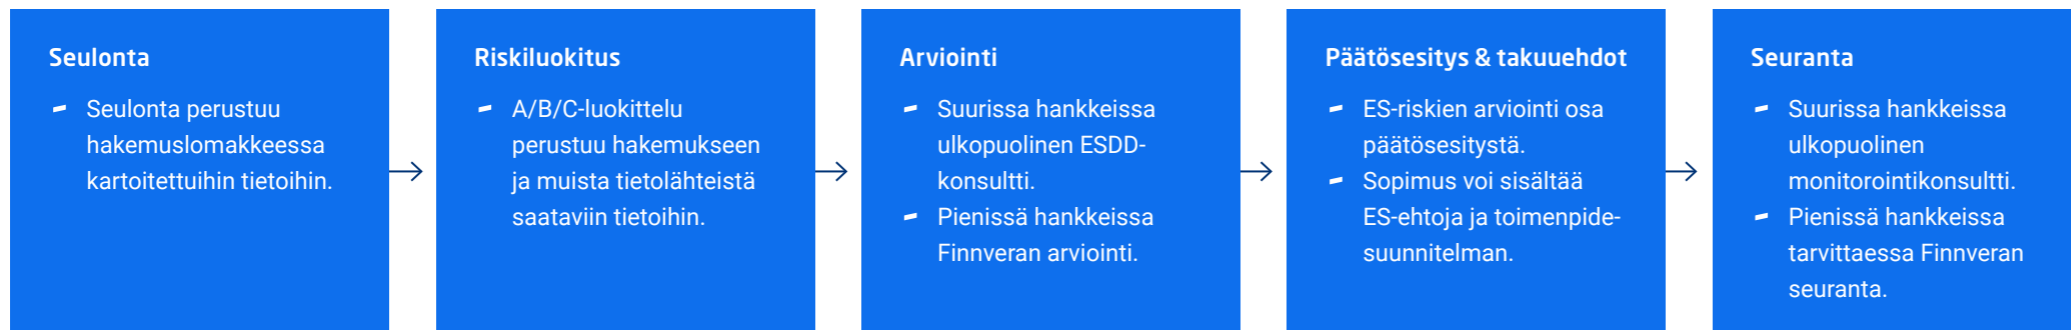 Seulonta
- Seulonta perustuu
hakemuslomakkeessa
kartoitettuihin tietoihin.
Riskiluokitus
- A/B/C-luokittelu
perustuu hakemukseen
ja muista tietolähteistä
saataviin tietoihin.
Arviointi
- Suurissa hankkeissa
ulkopuolinen ESDD-
konsultti.
- Pienissä hankkeissa
Finnveran arviointi.
Päätösesitys & takuuehdot
- ES-riskien arviointi osa
päätösesitystä.
- Sopimus voi sisältää
ES-ehtoja ja toimenpide-
suunnitelman.
Seuranta
- Suurissa hankkeissa
ulkopuolinen
monitorointikonsultti.
- Pienissä hankkeissa
tarvittaessa Finnveran
seuranta.